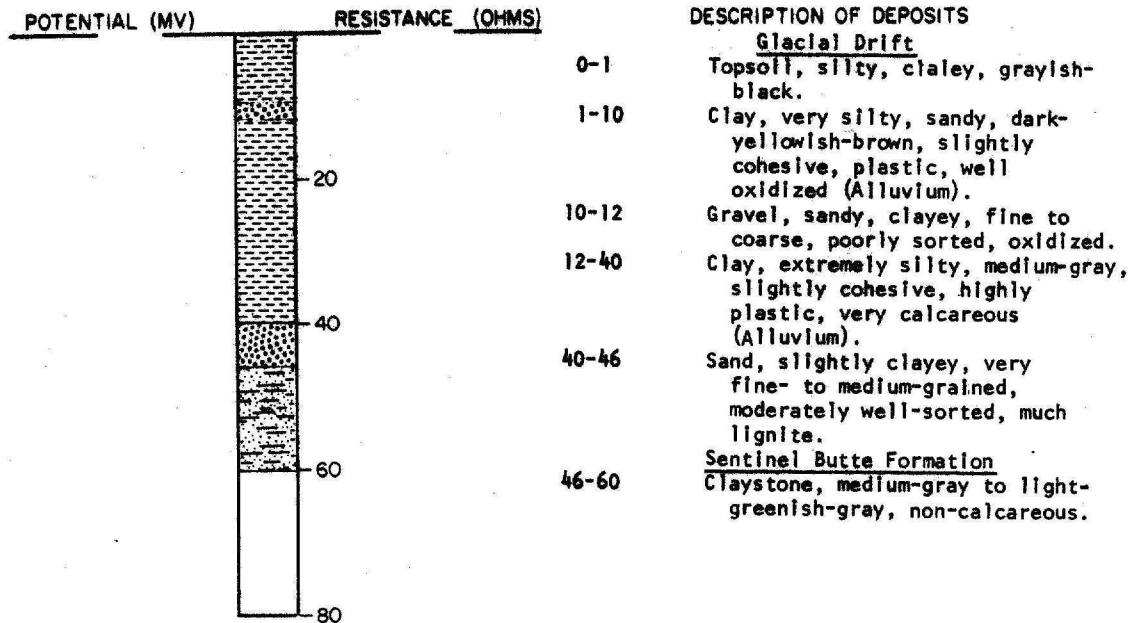 POTENTIAL (MV)
RESISTANCE (OHMS)
DESCRIPTION OF DEPOSITS
Glacial Drift
0-1 Topsoil, silty, claley, grayish-
black.
1-10 Clay, very silty, sandy, dark-
yellowish-brown, slightly
cohesive, plastic, well
oxidized (Alluvium).
10-12 Gravel, sandy, clayey, fine to
coarse, poorly sorted, oxidized.
12-40 Clay, extremely silty, medium-gray,
slightly cohesive, highly
plastic, very calcareous
(Alluvium).
40-46 Sand, slightly clayey, very
fine- to medium-grained,
moderately well-sorted, much
lignite.
Sentinel Butte Formation
46-60 Claystone, medium-gray to light-
greenish-gray, non-calcareous.
20
40
60
80